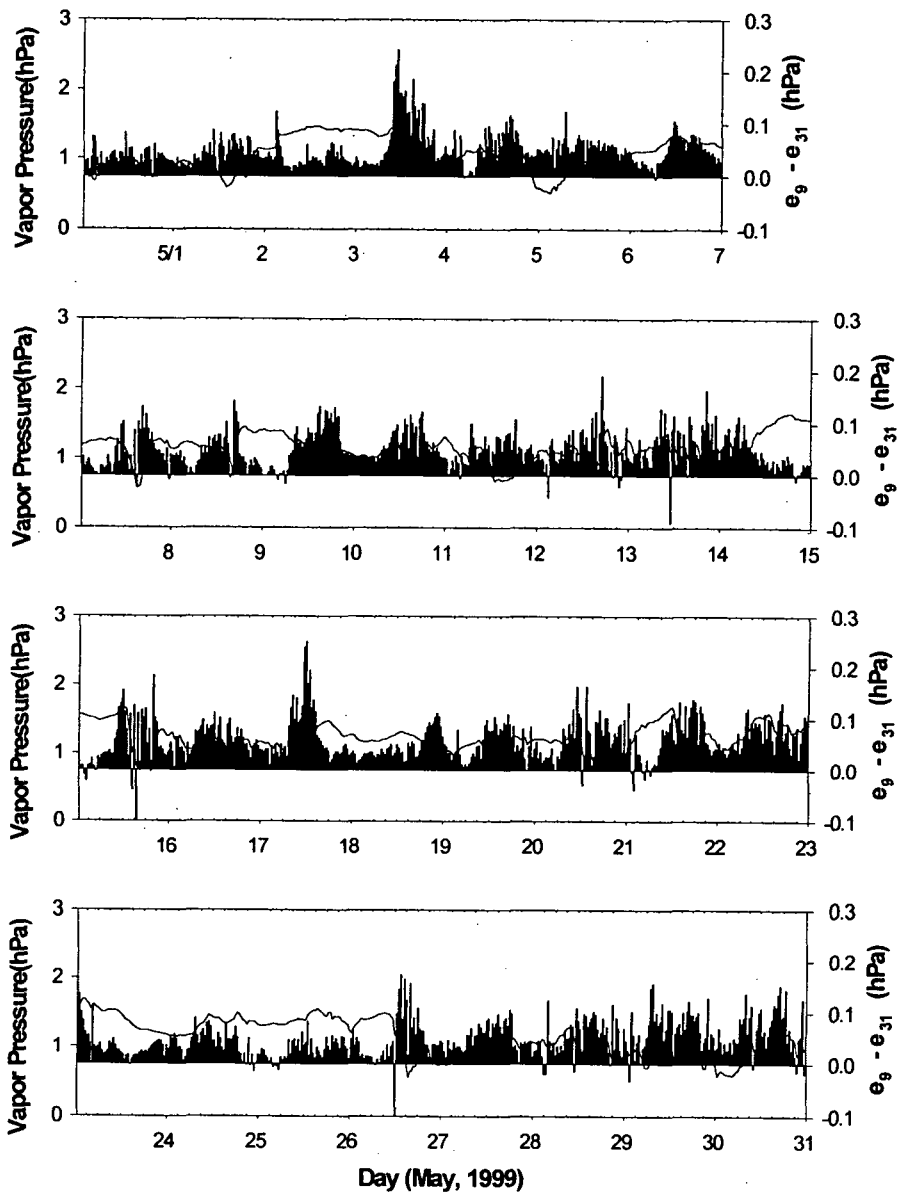 3
2
1
0
Vapor Pressure(hPa)
0.3
0.2
0.1
0.0
-0.1
e9 - e31 (hPa)
5/1 2 3 4 5 6 7
3
2
1
0
Vapor Pressure(hPa)
0.3
0.2
0.1
0.0
-0.1
e9 - e31 (hPa)
8 9 10 11 12 13 14 15
3
2
1
0
Vapor Pressure(hPa)
0.3
0.2
0.1
0.0
-0.1
e9 - e31 (hPa)
16 17 18 19 20 21 22 23
3
2
1
0
Vapor Pressure(hPa)
0.3
0.2
0.1
0.0
-0.1
e9 - e31 (hPa)
24 25 26 27 28 29 30 31
Day (May, 1999)